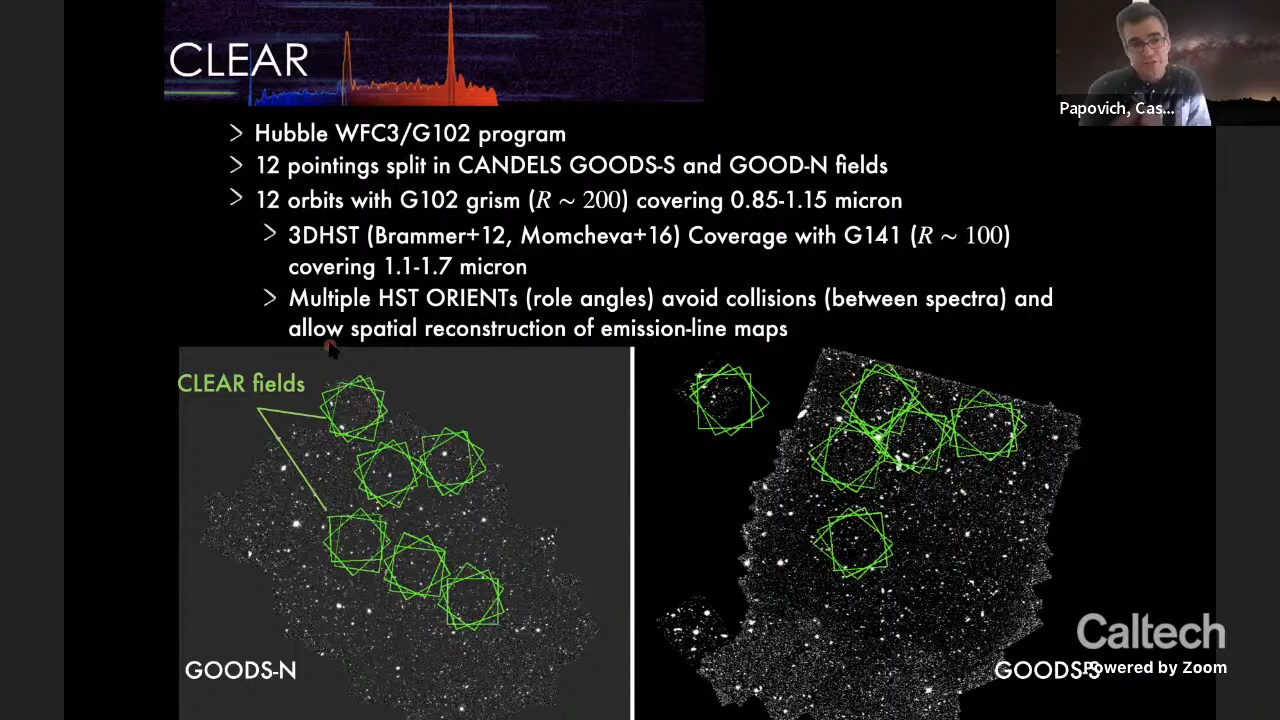 CLEAR
Papovich, Cas...
> Hubble WFC3/G102 program
> 12 pointings split in CANDELS GOODS-S and GOOD-N fields
> 12 orbits with G102 grism (R ~ 200) covering 0.85-1.15 micron
> 3DHST (Brammer+12, Momcheva+16) Coverage with G141 (R ~ 100)
covering 1.1-1.7 micron
> Multiple HST ORIENTs (role angles) avoid collisions (between spectra) and
allow spatial reconstruction of emission-line maps
CLEAR fields
GOODS-N
Caltech
GOODS-S
Powered by Zoom